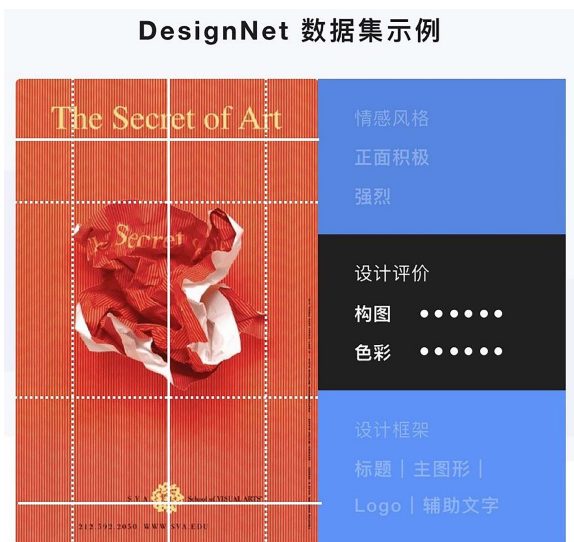 DesignNet 数据集示例
The Secret of Art
Secret
S V A School of VISUAL ARTS
212.592.2050 WWW.SVA.EDU
情感风格
正面积极
强烈
设计评价
构图 ●●●●●●
色彩 ●●●●●●
设计框架
标题｜主图形｜
Logo｜辅助文字